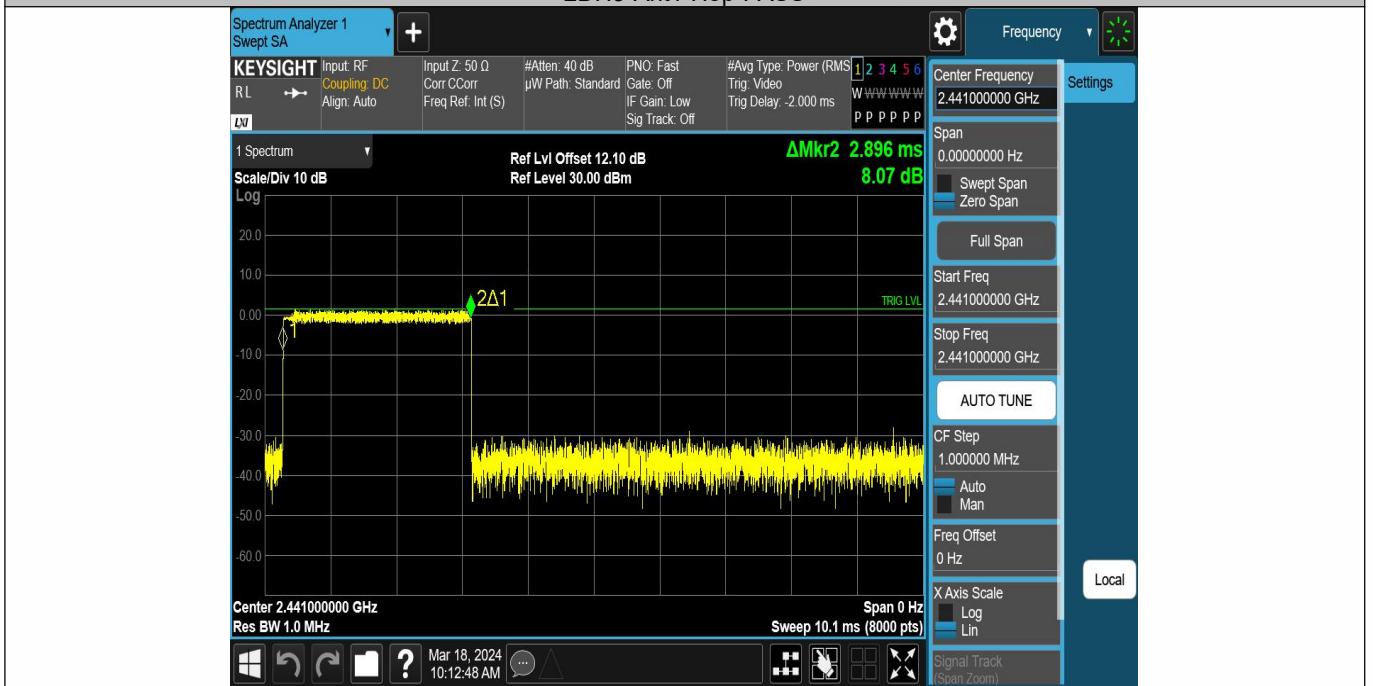 Spectrum Analyzer 1
Swept SA
+
Frequency
KEYSIGHT
RL
LXI
Input: RF
Coupling: DC
Align: Auto
Input Z: 50 Ω
Corr CCorr
Freq Ref: Int (S)
#Atten: 40 dB
µW Path: Standard
PNO: Fast
Gate: Off
IF Gain: Low
Sig Track: Off
#Avg Type: Power (RMS
Trig: Video
Trig Delay: -2.000 ms
1 2 3 4 5 6
W W W W W W
P P P P P P
1 Spectrum
Scale/Div 10 dB
Log
Ref Lvl Offset 12.10 dB
Ref Level 30.00 dBm
ΔMkr2 2.896 ms
8.07 dB
20.0
10.0
0.00
-10.0
-20.0
-30.0
-40.0
-50.0
-60.0
2Δ1
1
TRIG LVL
Center 2.441000000 GHz
Res BW 1.0 MHz
Span 0 Hz
Sweep 10.1 ms (8000 pts)
Mar 18, 2024
10:12:48 AM
Center Frequency
2.441000000 GHz
Settings
Span
0.00000000 Hz
Swept Span
Zero Span
Full Span
Start Freq
2.441000000 GHz
Stop Freq
2.441000000 GHz
AUTO TUNE
CF Step
1.000000 MHz
Auto
Man
Freq Offset
0 Hz
X Axis Scale
Log
Lin
Local
Signal Track
(Span Zoom)